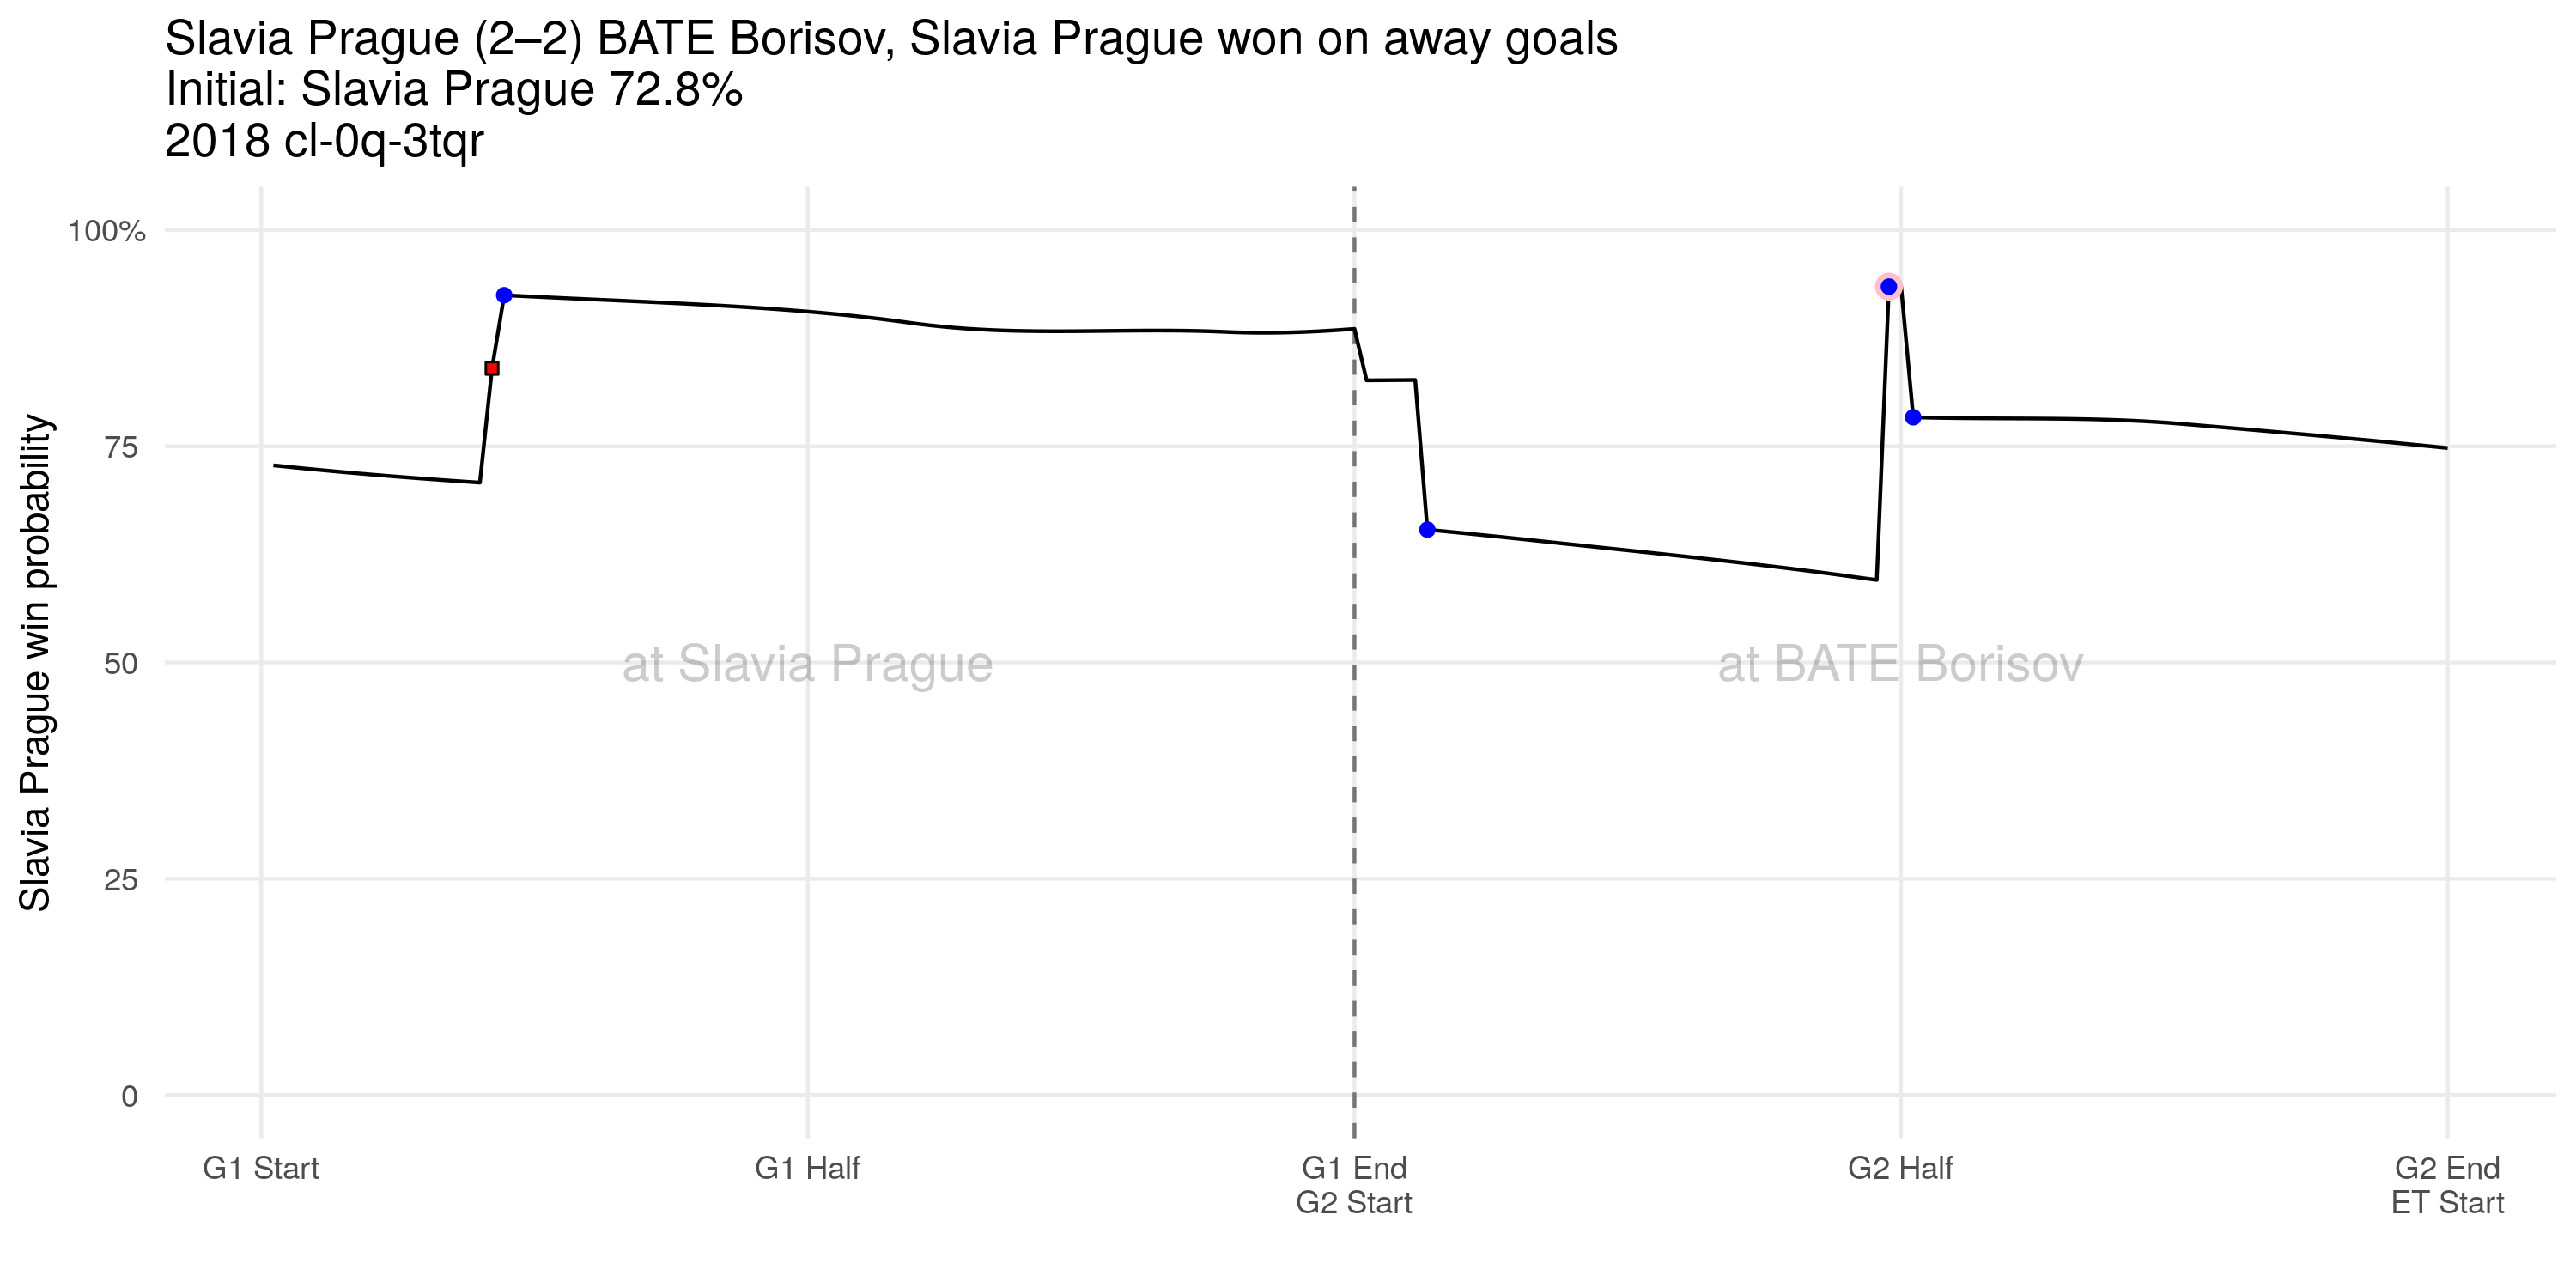 Slavia Prague (2–2) BATE Borisov, Slavia Prague won on away goals
Initial: Slavia Prague 72.8%
2018 cl-0q-3tqr
Slavia Prague win probability
100%
75
50
25
0
at Slavia Prague
at BATE Borisov
G1 Start
G1 Half
G1 End
G2 Start
G2 Half
G2 End
ET Start